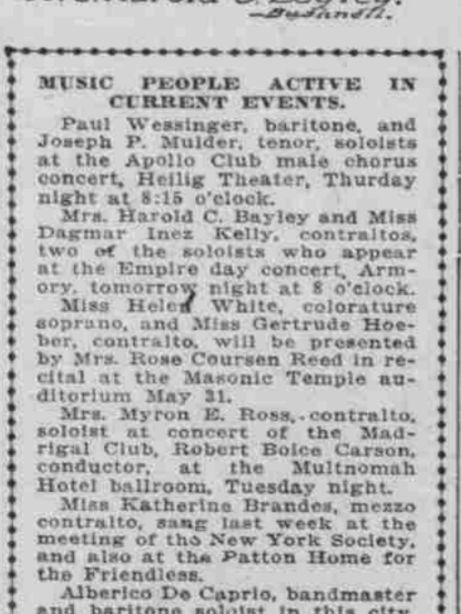 Harold C. Bayley.
Bushnell.
MUSIC PEOPLE ACTIVE IN
CURRENT EVENTS.
Paul Wessinger, baritone, and
Joseph P. Mulder, tenor, soloists
at the Apollo Club male chorus
concert, Heilig Theater, Thurday
night at 8:15 o'clock.
Mrs. Harold C. Bayley and Miss
Dagmar Inez Kelly, contraltos,
two of the soloists who appear
at the Empire day concert, Arm-
ory, tomorrow night at 8 o'clock.
Miss Helen White, colorature
soprano, and Miss Gertrude Hoe-
ber, contralto, will be presented
by Mrs. Rose Coursen Reed in re-
cital at the Masonic Temple au-
ditorium May 31.
Mrs. Myron E. Ross, contralto,
soloist at concert of the Mad-
rigal Club, Robert Boice Carson,
conductor, at the Multnomah
Hotel ballroom, Tuesday night.
Miss Katherine Brandes, mezzo
contralto, sang last week at the
meeting of the New York Society,
and also at the Patton Home for
the Friendless.
Alberico De Caprio, bandmaster
and baritone soloist in this city,